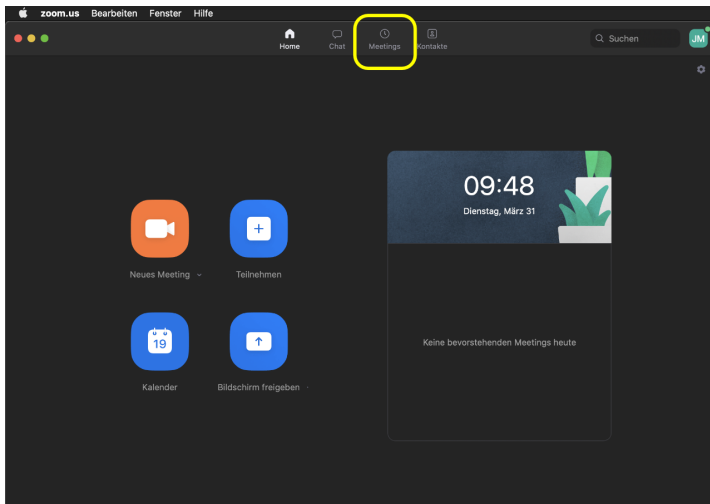 zoom.us Bearbeiten Fenster Hilfe
Home Chat Meetings Kontakte
Suchen
JM
09:48
Dienstag, März 31
Neues Meeting
Teilnehmen
19
Kalender
Bildschirm freigeben
Keine bevorstehenden Meetings heute